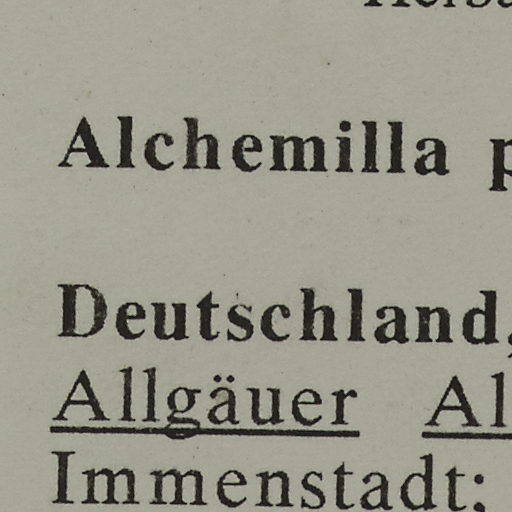 Alchemilla
Deutschland,
Allgäuer
Immenstadt;